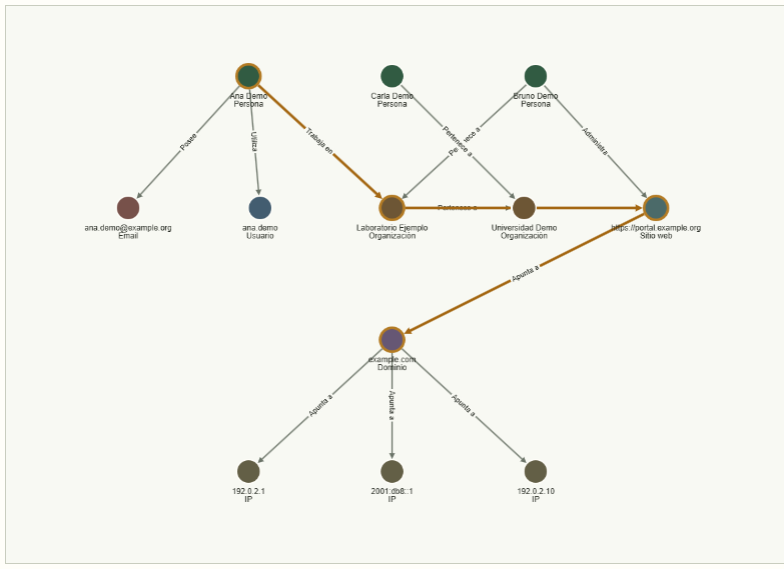 Ana Demo
Persona
Carla Demo
Persona
Bruno Demo
Persona
Posee
Utiliza
Trabaja en
Pertenece a
Pe
iece a
Administra
ana.demo@example.org
Email
ana.demo
Usuario
Laboratorio Ejemplo
Organización
Pertenece a
Universidad Demo
Organización
https://portal.example.org
Sitio web
Apunta a
example.com
Dominio
Apunta a
Apunta a
Apunta a
192.0.2.1
IP
2001:db8::1
IP
192.0.2.10
IP